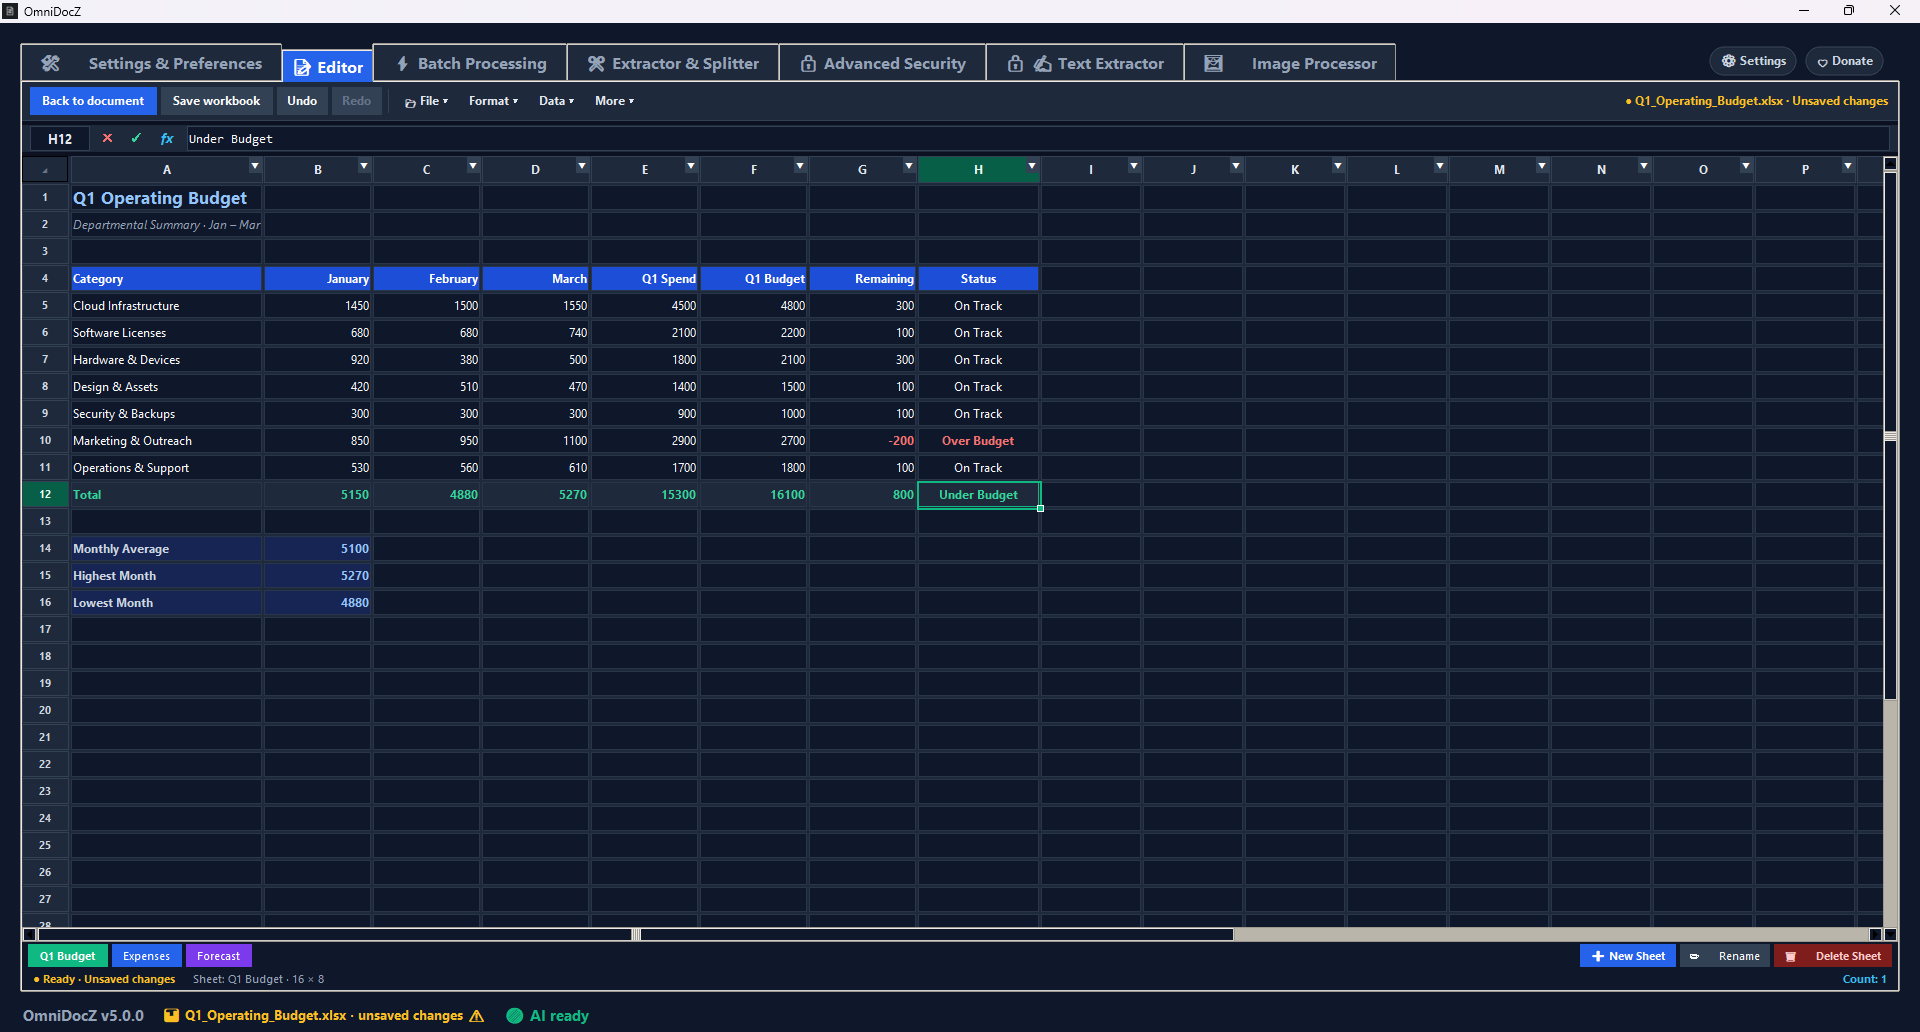 OmniDocZ
Settings & Preferences Editor Batch Processing Extractor & Splitter Advanced Security Text Extractor Image Processor Settings Donate
Back to document Save workbook Undo Redo File Format Data More • Q1_Operating_Budget.xlsx · Unsaved changes
H12 fx Under Budget
A B C D E F G H I J K L M N O P
1 Q1 Operating Budget
2 Departmental Summary · Jan – Mar
3
4 Category January February March Q1 Spend Q1 Budget Remaining Status
5 Cloud Infrastructure 1450 1500 1550 4500 4800 300 On Track
6 Software Licenses 680 680 740 2100 2200 100 On Track
7 Hardware & Devices 920 380 500 1800 2100 300 On Track
8 Design & Assets 420 510 470 1400 1500 100 On Track
9 Security & Backups 300 300 300 900 1000 100 On Track
10 Marketing & Outreach 850 950 1100 2900 2700 -200 Over Budget
11 Operations & Support 530 560 610 1700 1800 100 On Track
12 Total 5150 4880 5270 15300 16100 800 Under Budget
13
14 Monthly Average 5100
15 Highest Month 5270
16 Lowest Month 4880
17
18
19
20
21
22
23
24
25
26
27
28
Q1 Budget Expenses Forecast + New Sheet Rename Delete Sheet
• Ready · Unsaved changes Sheet: Q1 Budget · 16 × 8 Count: 1
OmniDocZ v5.0.0 Q1_Operating_Budget.xlsx · unsaved changes AI ready